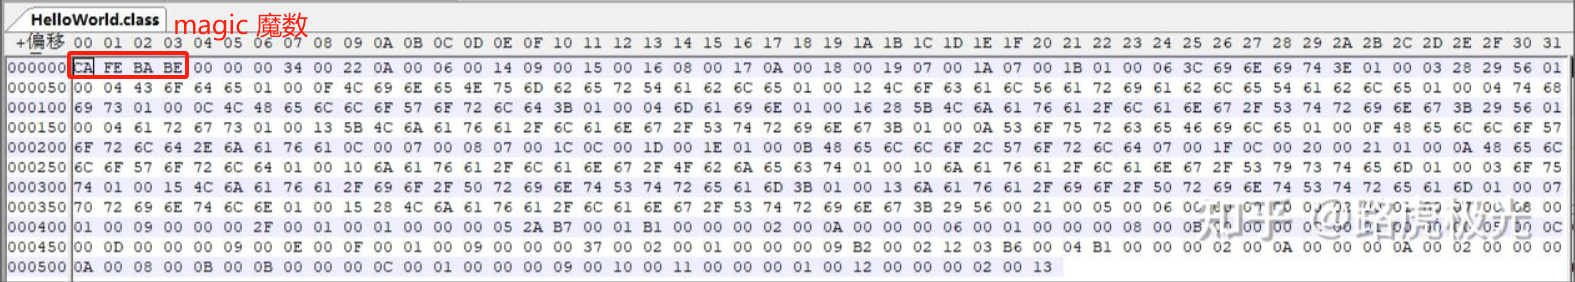 HelloWorld.class
magic 魔数
+偏移 00 01 02 03 04 05 06 07 08 09 0A 0B 0C 0D 0E 0F 10 11 12 13 14 15 16 17 18 19 1A 1B 1C 1D 1E 1F 20 21 22 23 24 25 26 27 28 29 2A 2B 2C 2D 2E 2F 30 31
000000 CA FE BA BE 00 00 00 34 00 22 0A 00 06 00 14 09 00 15 00 16 08 00 17 0A 00 18 00 19 07 00 1A 07 00 1B 01 00 06 3C 69 6E 69 74 3E 01 00 03 28 29 56 01
000050 00 04 43 6F 64 65 01 00 0F 4C 69 6E 65 4E 75 6D 62 65 72 54 61 62 6C 65 01 00 12 4C 6F 63 61 6C 56 61 72 69 61 62 6C 65 54 61 62 6C 65 01 00 04 74 68
000100 69 73 01 00 0C 4C 48 65 6C 6C 6F 57 6F 72 6C 64 3B 01 00 04 6D 61 69 6E 01 00 16 28 5B 4C 6A 61 76 61 2F 6C 61 6E 67 2F 53 74 72 69 6E 67 3B 29 56 01
000150 00 04 61 72 67 73 01 00 13 5B 4C 6A 61 76 61 2F 6C 61 6E 67 2F 53 74 72 69 6E 67 3B 01 00 0A 53 6F 75 72 63 65 46 69 6C 65 01 00 0F 48 65 6C 6C 6F 57
000200 6F 72 6C 64 2E 6A 61 76 61 0C 00 07 00 08 07 00 1C 0C 00 1D 00 1E 01 00 0B 48 65 6C 6C 6F 2C 57 6F 72 6C 64 07 00 1F 0C 00 20 00 21 01 00 0A 48 65 6C
000250 6C 6F 57 6F 72 6C 64 01 00 10 6A 61 76 61 2F 6C 61 6E 67 2F 4F 62 6A 65 63 74 01 00 10 6A 61 76 61 2F 6C 61 6E 67 2F 53 79 73 74 65 6D 01 00 03 6F 75
000300 74 01 00 15 4C 6A 61 76 61 2F 69 6F 2F 50 72 69 6E 74 53 74 72 65 61 6D 3B 01 00 13 6A 61 76 61 2F 69 6F 2F 50 72 69 6E 74 53 74 72 65 61 6D 01 00 07
000350 70 72 69 6E 74 6C 6E 01 00 15 28 4C 6A 61 76 61 2F 6C 61 6E 67 2F 53 74 72 69 6E 67 3B 29 56 00 21 00 05 00 06 00 08 00
000400 01 00 09 00 00 00 2F 00 01 00 01 00 00 00 05 2A B7 00 01 B1 00 00 00 02 00 0A 00 00 00 06 00 01 00 00 00 08 00 00 0C
000450 00 0D 00 00 00 09 00 0E 00 0F 00 01 00 09 00 00 00 37 00 02 00 01 00 00 00 09 B2 00 02 12 03 B6 00 04 B1 00 00 00 02 00 0A 00 00 00 0A 00 02 00 00 00
000500 0A 00 08 00 0B 00 0B 00 00 00 0C 00 01 00 00 00 09 00 10 00 11 00 00 00 01 00 12 00 00 00 02 00 13
知乎 @路虎极光